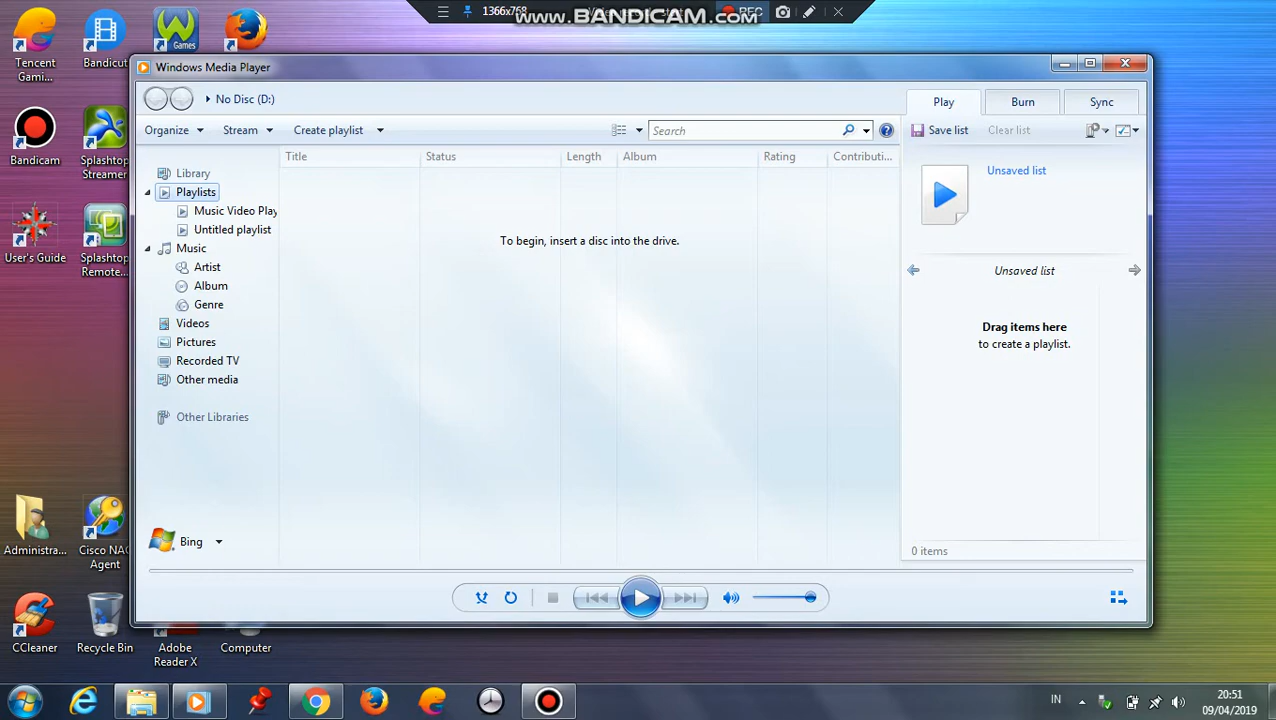 1366x768
www.BANDICAM.com
REC
Tencent
Gami...
Bandicut
Games
Bandicam
Splashtop
Streamer
User's Guide
Splashtop
Remote...
Administra...
Cisco NAC
Agent
CCleaner
Recycle Bin
Adobe
Reader X
Computer
Windows Media Player
No Disc (D:)
Play
Burn
Sync
Organize
Stream
Create playlist
Search
Save list
Clear list
Title
Status
Length
Album
Rating
Contributi...
Library
Playlists
Music Video Play
Untitled playlist
Music
Artist
Album
Genre
Videos
Pictures
Recorded TV
Other media
Other Libraries
Bing
To begin, insert a disc into the drive.
Unsaved list
Unsaved list
Drag items here
to create a playlist.
0 items
IN
20:51
09/04/2019